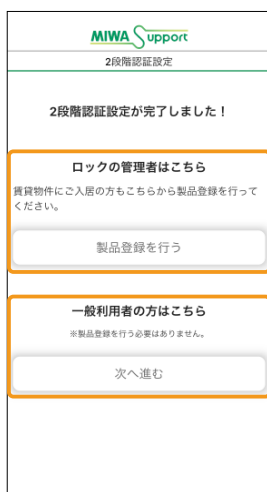 MIWA Support
2段階認証設定
2段階認証設定が完了しました！
ロックの管理者はこちら
賃貸物件にご入居の方もこちらから製品登録を行って
ください。
製品登録を行う
一般利用者の方はこちら
※製品登録を行う必要はありません。
次へ進む